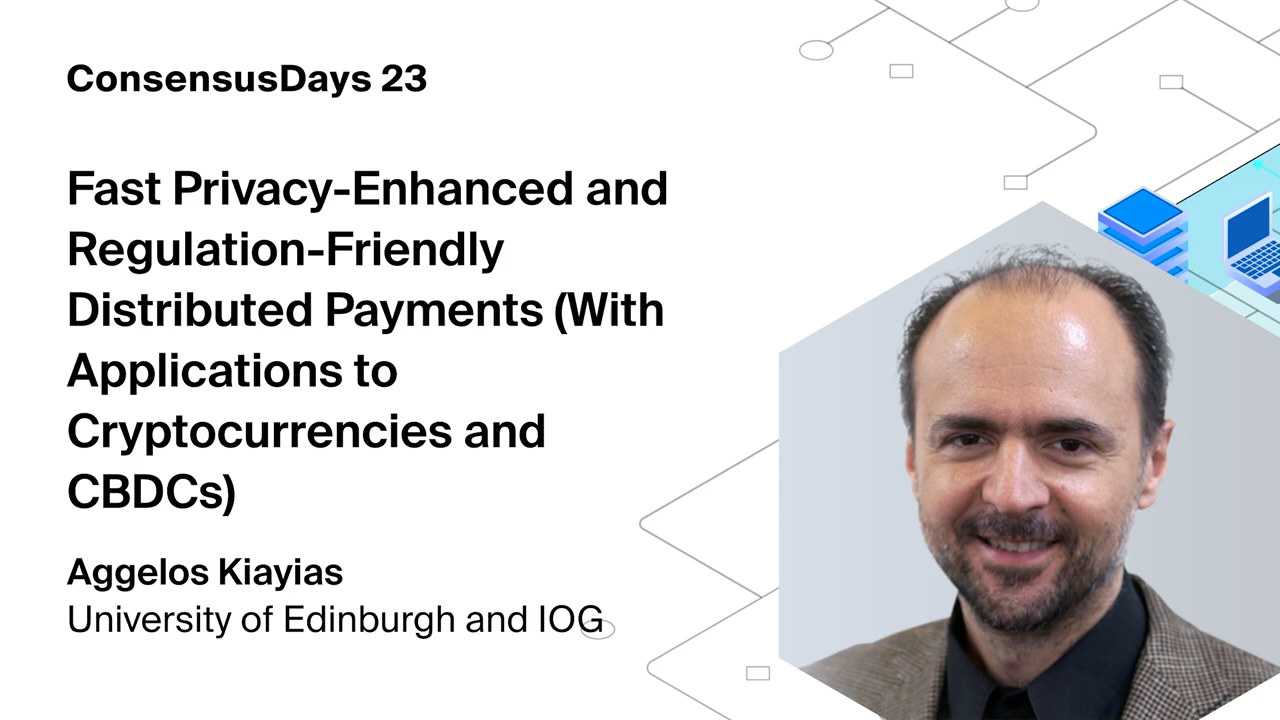 ConsensusDays 23
Fast Privacy-Enhanced and
Regulation-Friendly
Distributed Payments (With
Applications to
Cryptocurrencies and
CBDCs)
Aggelos Kiayias
University of Edinburgh and IOG